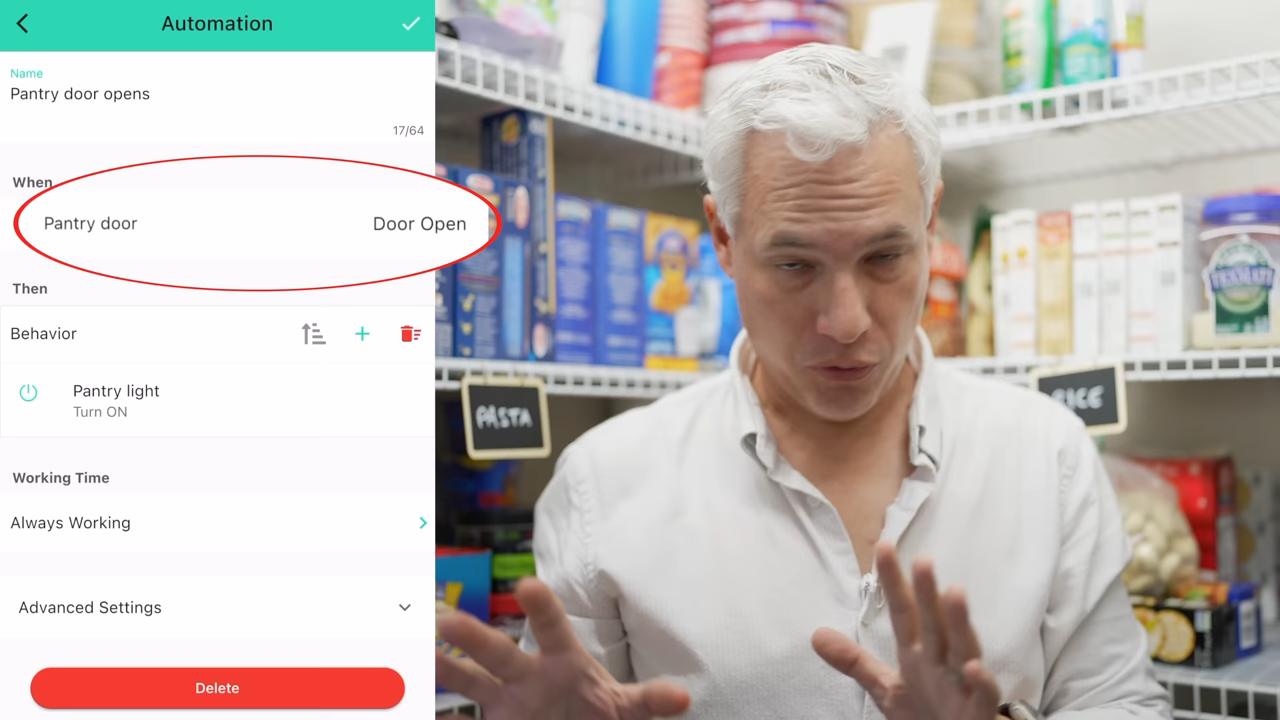 Automation
Name
Pantry door opens
17/64
When
Pantry door
Door Open
Then
Behavior
Pantry light
Turn ON
Working Time
Always Working
Advanced Settings
Delete
PASTA
RICE